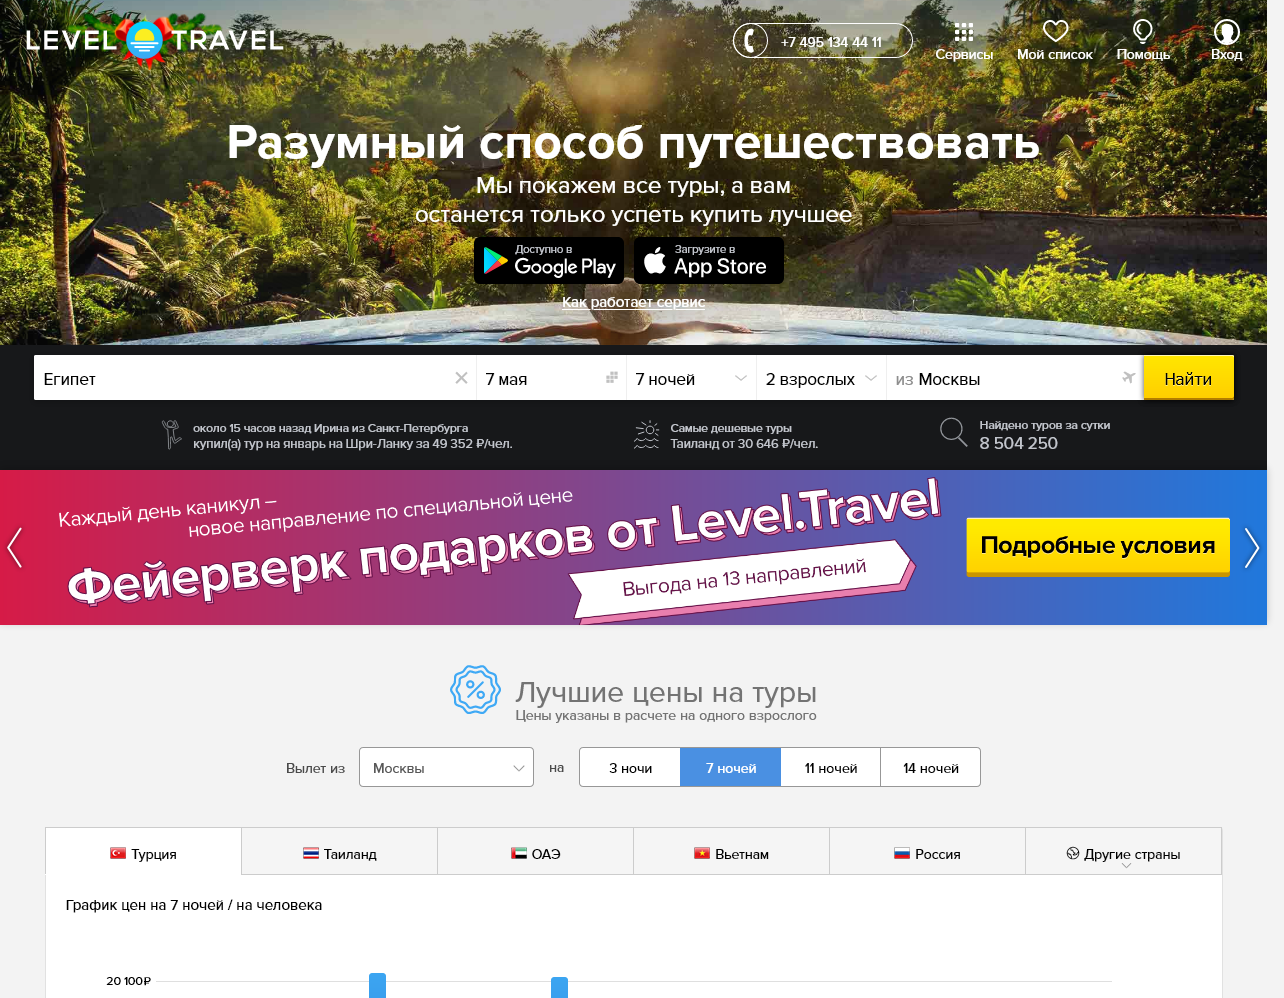 LEVEL TRAVEL
+7 495 134 44 11
Сервисы
Мой список
Помощь
Вход
Разумный способ путешествовать
Мы покажем все туры, а вам
останется только успеть купить лучшее
Доступно в
Google Play
Загрузите в
App Store
Как работает сервис
Египет
7 мая
7 ночей
2 взрослых
из Москвы
Найти
около 15 часов назад Ирина из Санкт-Петербурга
купил(а) тур на январь на Шри-Ланку за 49 352 ₽/чел.
Самые дешевые туры
Таиланд от 30 646 ₽/чел.
Найдено туров за сутки
8 504 250
Каждый день каникул –
новое направление по специальной цене
Фейерверк подарков от Level.Travel
Выгода на 13 направлений
Подробные условия
Лучшие цены на туры
Цены указаны в расчете на одного взрослого
Вылет из
Москвы
на
3 ночи
7 ночей
11 ночей
14 ночей
Турция
Таиланд
ОАЭ
Вьетнам
Россия
Другие страны
График цен на 7 ночей / на человека
20 100₽